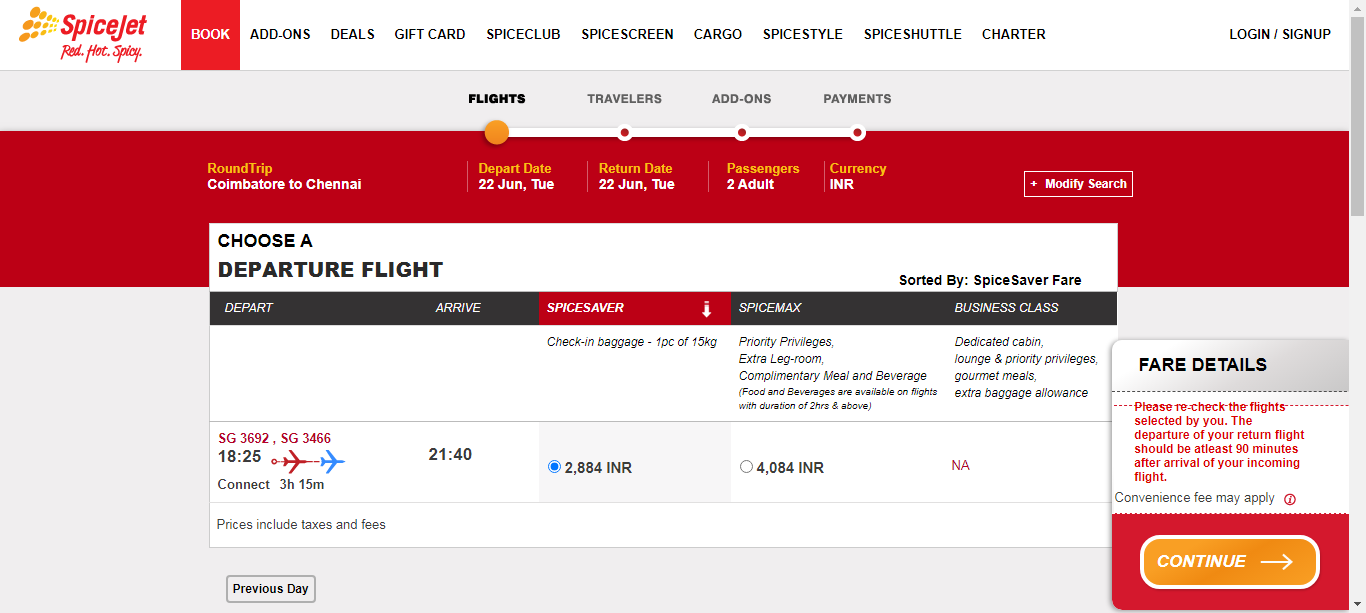 SpiceJet
Red. Hot. Spicy.
BOOK ADD-ONS DEALS GIFT CARD SPICECLUB SPICESCREEN CARGO SPICESTYLE SPICESHUTTLE CHARTER LOGIN / SIGNUP
FLIGHTS TRAVELERS ADD-ONS PAYMENTS
RoundTrip Depart Date Return Date Passengers Currency
Coimbatore to Chennai 22 Jun, Tue 22 Jun, Tue 2 Adult INR
+ Modify Search
CHOOSE A
DEPARTURE FLIGHT
Sorted By: SpiceSaver Fare
DEPART ARRIVE SPICESAVER SPICEMAX BUSINESS CLASS
Check-in baggage - 1pc of 15kg
Priority Privileges,
Extra Leg-room,
Complimentary Meal and Beverage
(Food and Beverages are available on flights
with duration of 2hrs & above)
Dedicated cabin,
lounge & priority privileges,
gourmet meals,
extra baggage allowance
SG 3692 , SG 3466
18:25 21:40 2,884 INR 4,084 INR NA
Connect 3h 15m
Prices include taxes and fees
Previous Day
FARE DETAILS
Please re-check the flights
selected by you. The
departure of your return flight
should be atleast 90 minutes
after arrival of your incoming
flight.
Convenience fee may apply i
CONTINUE